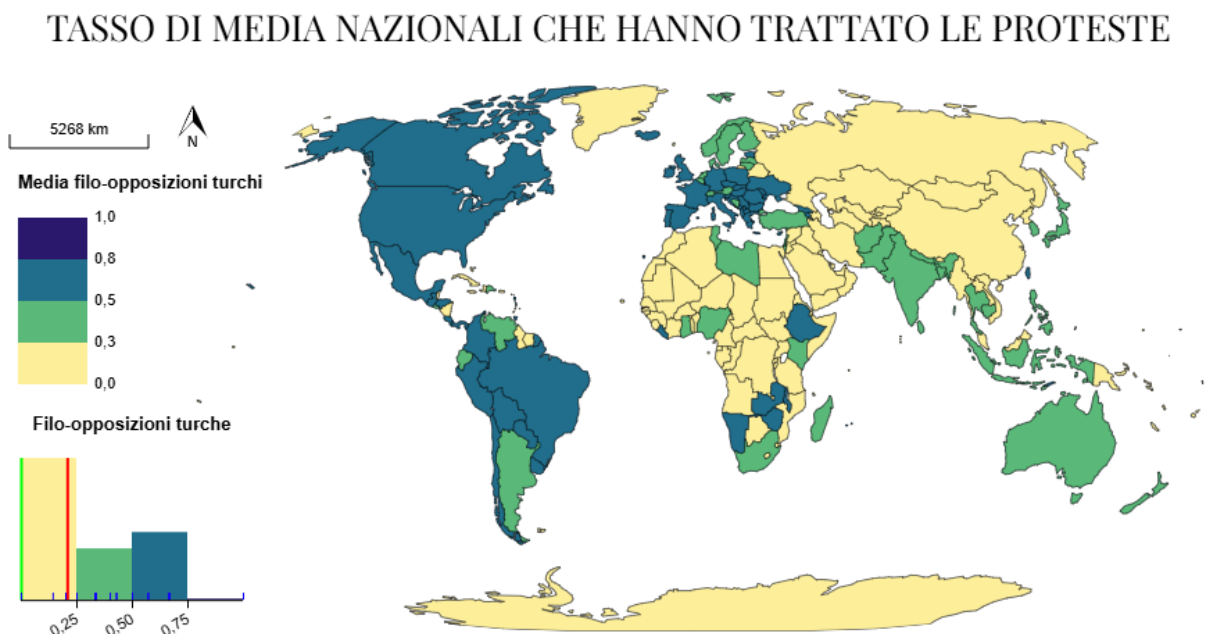 TASSO DI MEDIA NAZIONALI CHE HANNO TRATTATO LE PROTESTE
5268 km
N
Media filo-opposizioni turchi
1,0
0,8
0,5
0,3
0,0
Filo-opposizioni turche
0,25
0,50
0,75